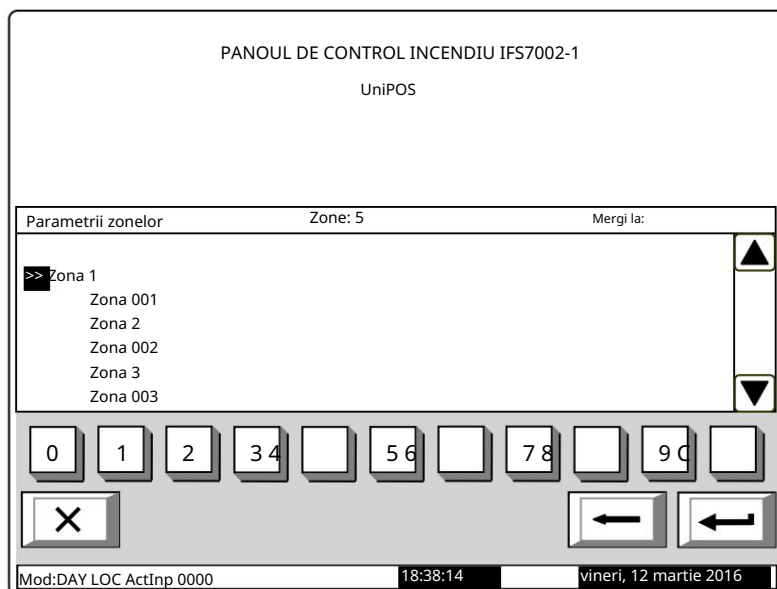 PANOUL DE CONTROL INCENDIU IFS7002-1
UniPOS
Parametrii zonelor Zone: 5 Mergi la:
>> Zona 1
Zona 001
Zona 2
Zona 002
Zona 3
Zona 003
0 1 2 3 4 5 6 7 8 9 C
Mod:DAY LOC ActInp 0000 18:38:14 vineri, 12 martie 2016